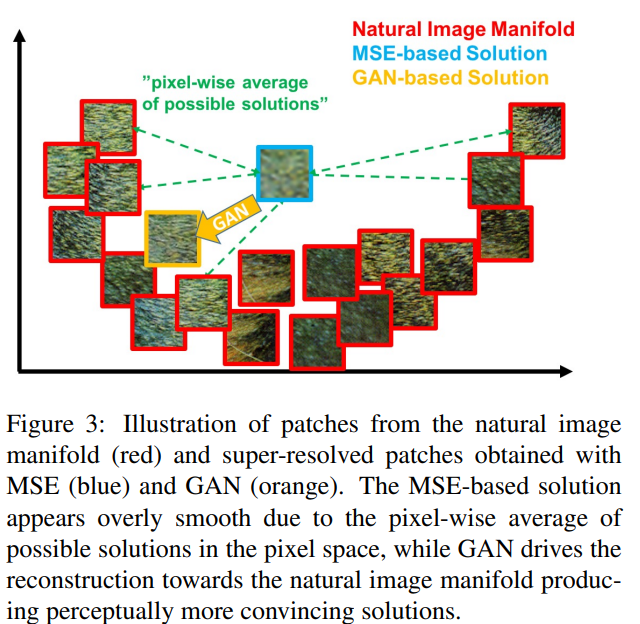 Natural Image Manifold
MSE-based Solution
GAN-based Solution
"pixel-wise average
of possible solutions"
GAN
Figure 3: Illustration of patches from the natural image
manifold (red) and super-resolved patches obtained with
MSE (blue) and GAN (orange). The MSE-based solution
appears overly smooth due to the pixel-wise average of
possible solutions in the pixel space, while GAN drives the
reconstruction towards the natural image manifold produc-
ing perceptually more convincing solutions.